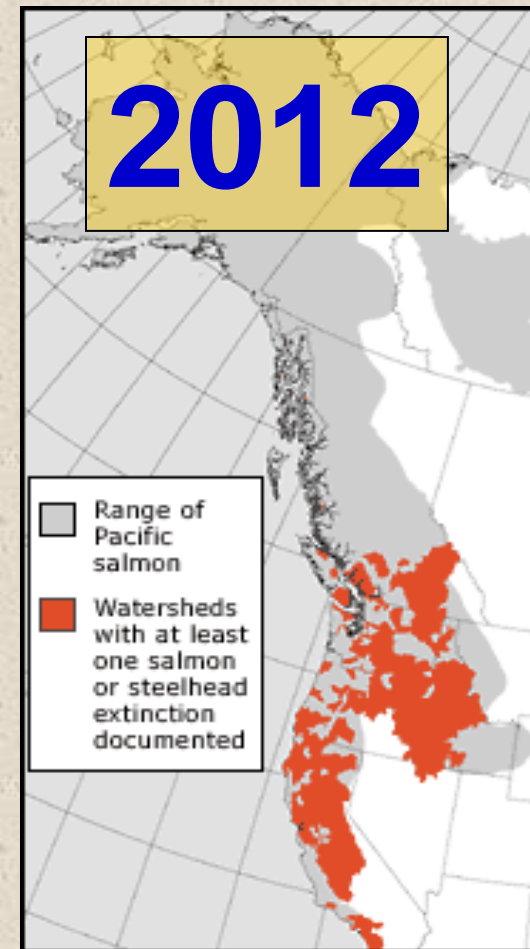 2012
Range of
Pacific
salmon
Watersheds
with at least
one salmon
or steelhead
extinction
documented